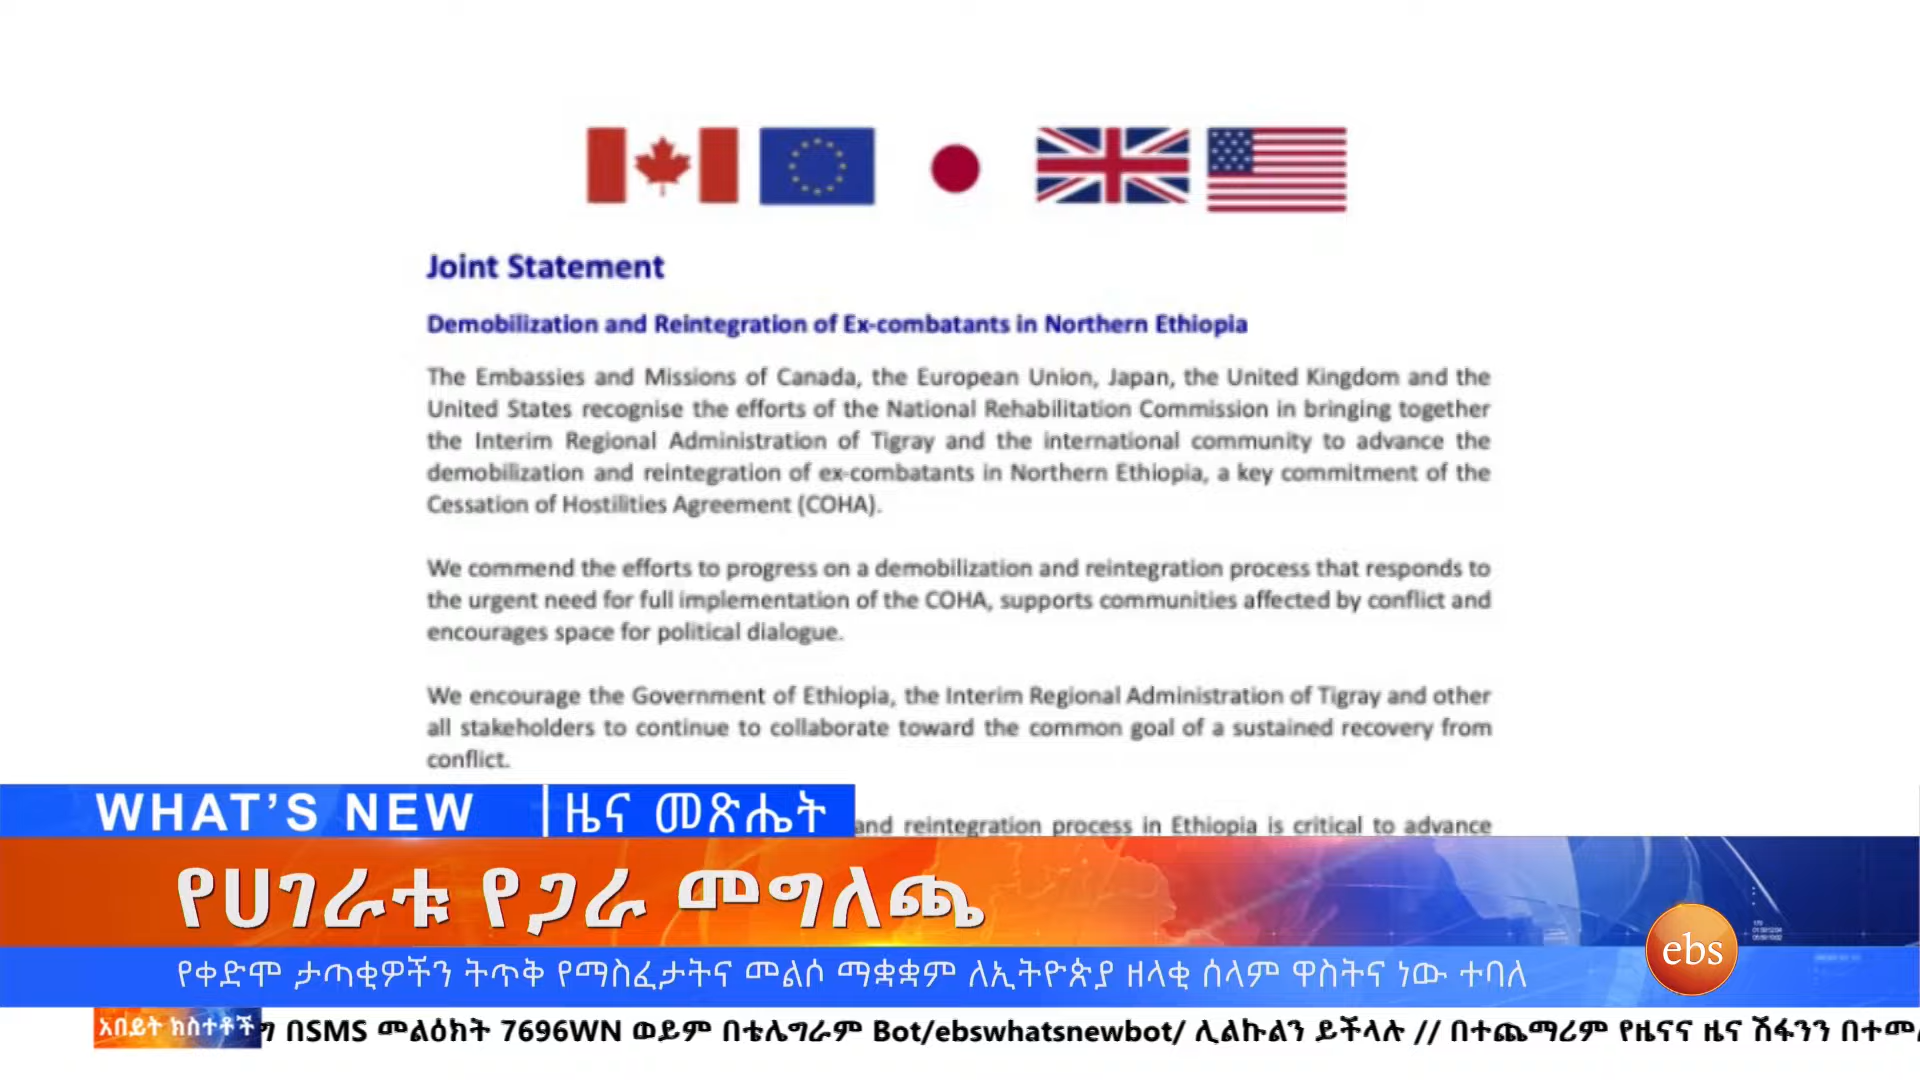 Joint Statement
Demobilization and Reintegration of Ex-combatants in Northern Ethiopia
The Embassies and Missions of Canada, the European Union, Japan, the United Kingdom and the
United States recognise the efforts of the National Rehabilitation Commission in bringing together
the Interim Regional Administration of Tigray and the international community to advance the
demobilization and reintegration of ex-combatants in Northern Ethiopia, a key commitment of the
Cessation of Hostilities Agreement (COHA).
We commend the efforts to progress on a demobilization and reintegration process that responds to
the urgent need for full implementation of the COHA, supports communities affected by conflict and
encourages space for political dialogue.
We encourage the Government of Ethiopia, the Interim Regional Administration of Tigray and other
all stakeholders to continue to collaborate toward the common goal of a sustained recovery from
conflict.
and reintegration process in Ethiopia is critical to advance
WHAT'S NEW | ዜና መጽሔት
የሀገራቱ የጋራ መግለጫ
ebs
የቀድሞ ታጣቂዎችን ትጥቅ የማስፈታትና መልሶ ማቋቋም ለኢትዮጵያ ዘላቂ ሰላም ዋስትና ነው ተባለ
አበይት ክስተቶች በSMS መልዕክት 7696WN ወይም በቴሌግራም Bot/ebswhatsnewbot/ ሊልኩልን ይችላሉ // በተጨማሪም የዜናና ዜና ሽፋንን በተመ